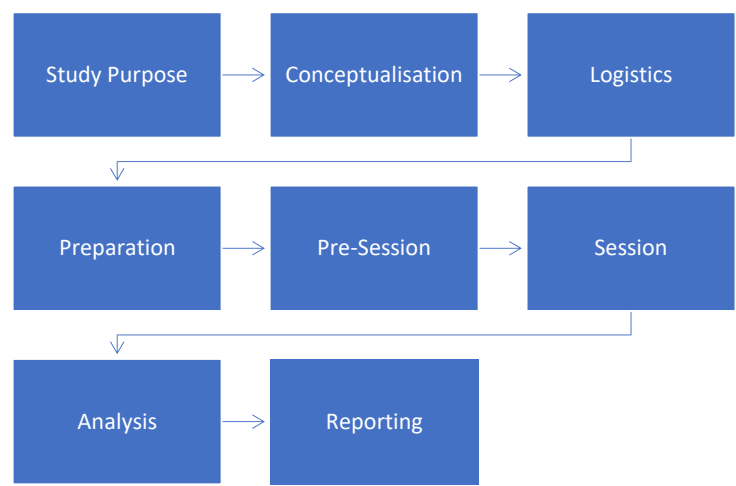 Study Purpose
Conceptualisation
Logistics
Preparation
Pre-Session
Session
Analysis
Reporting